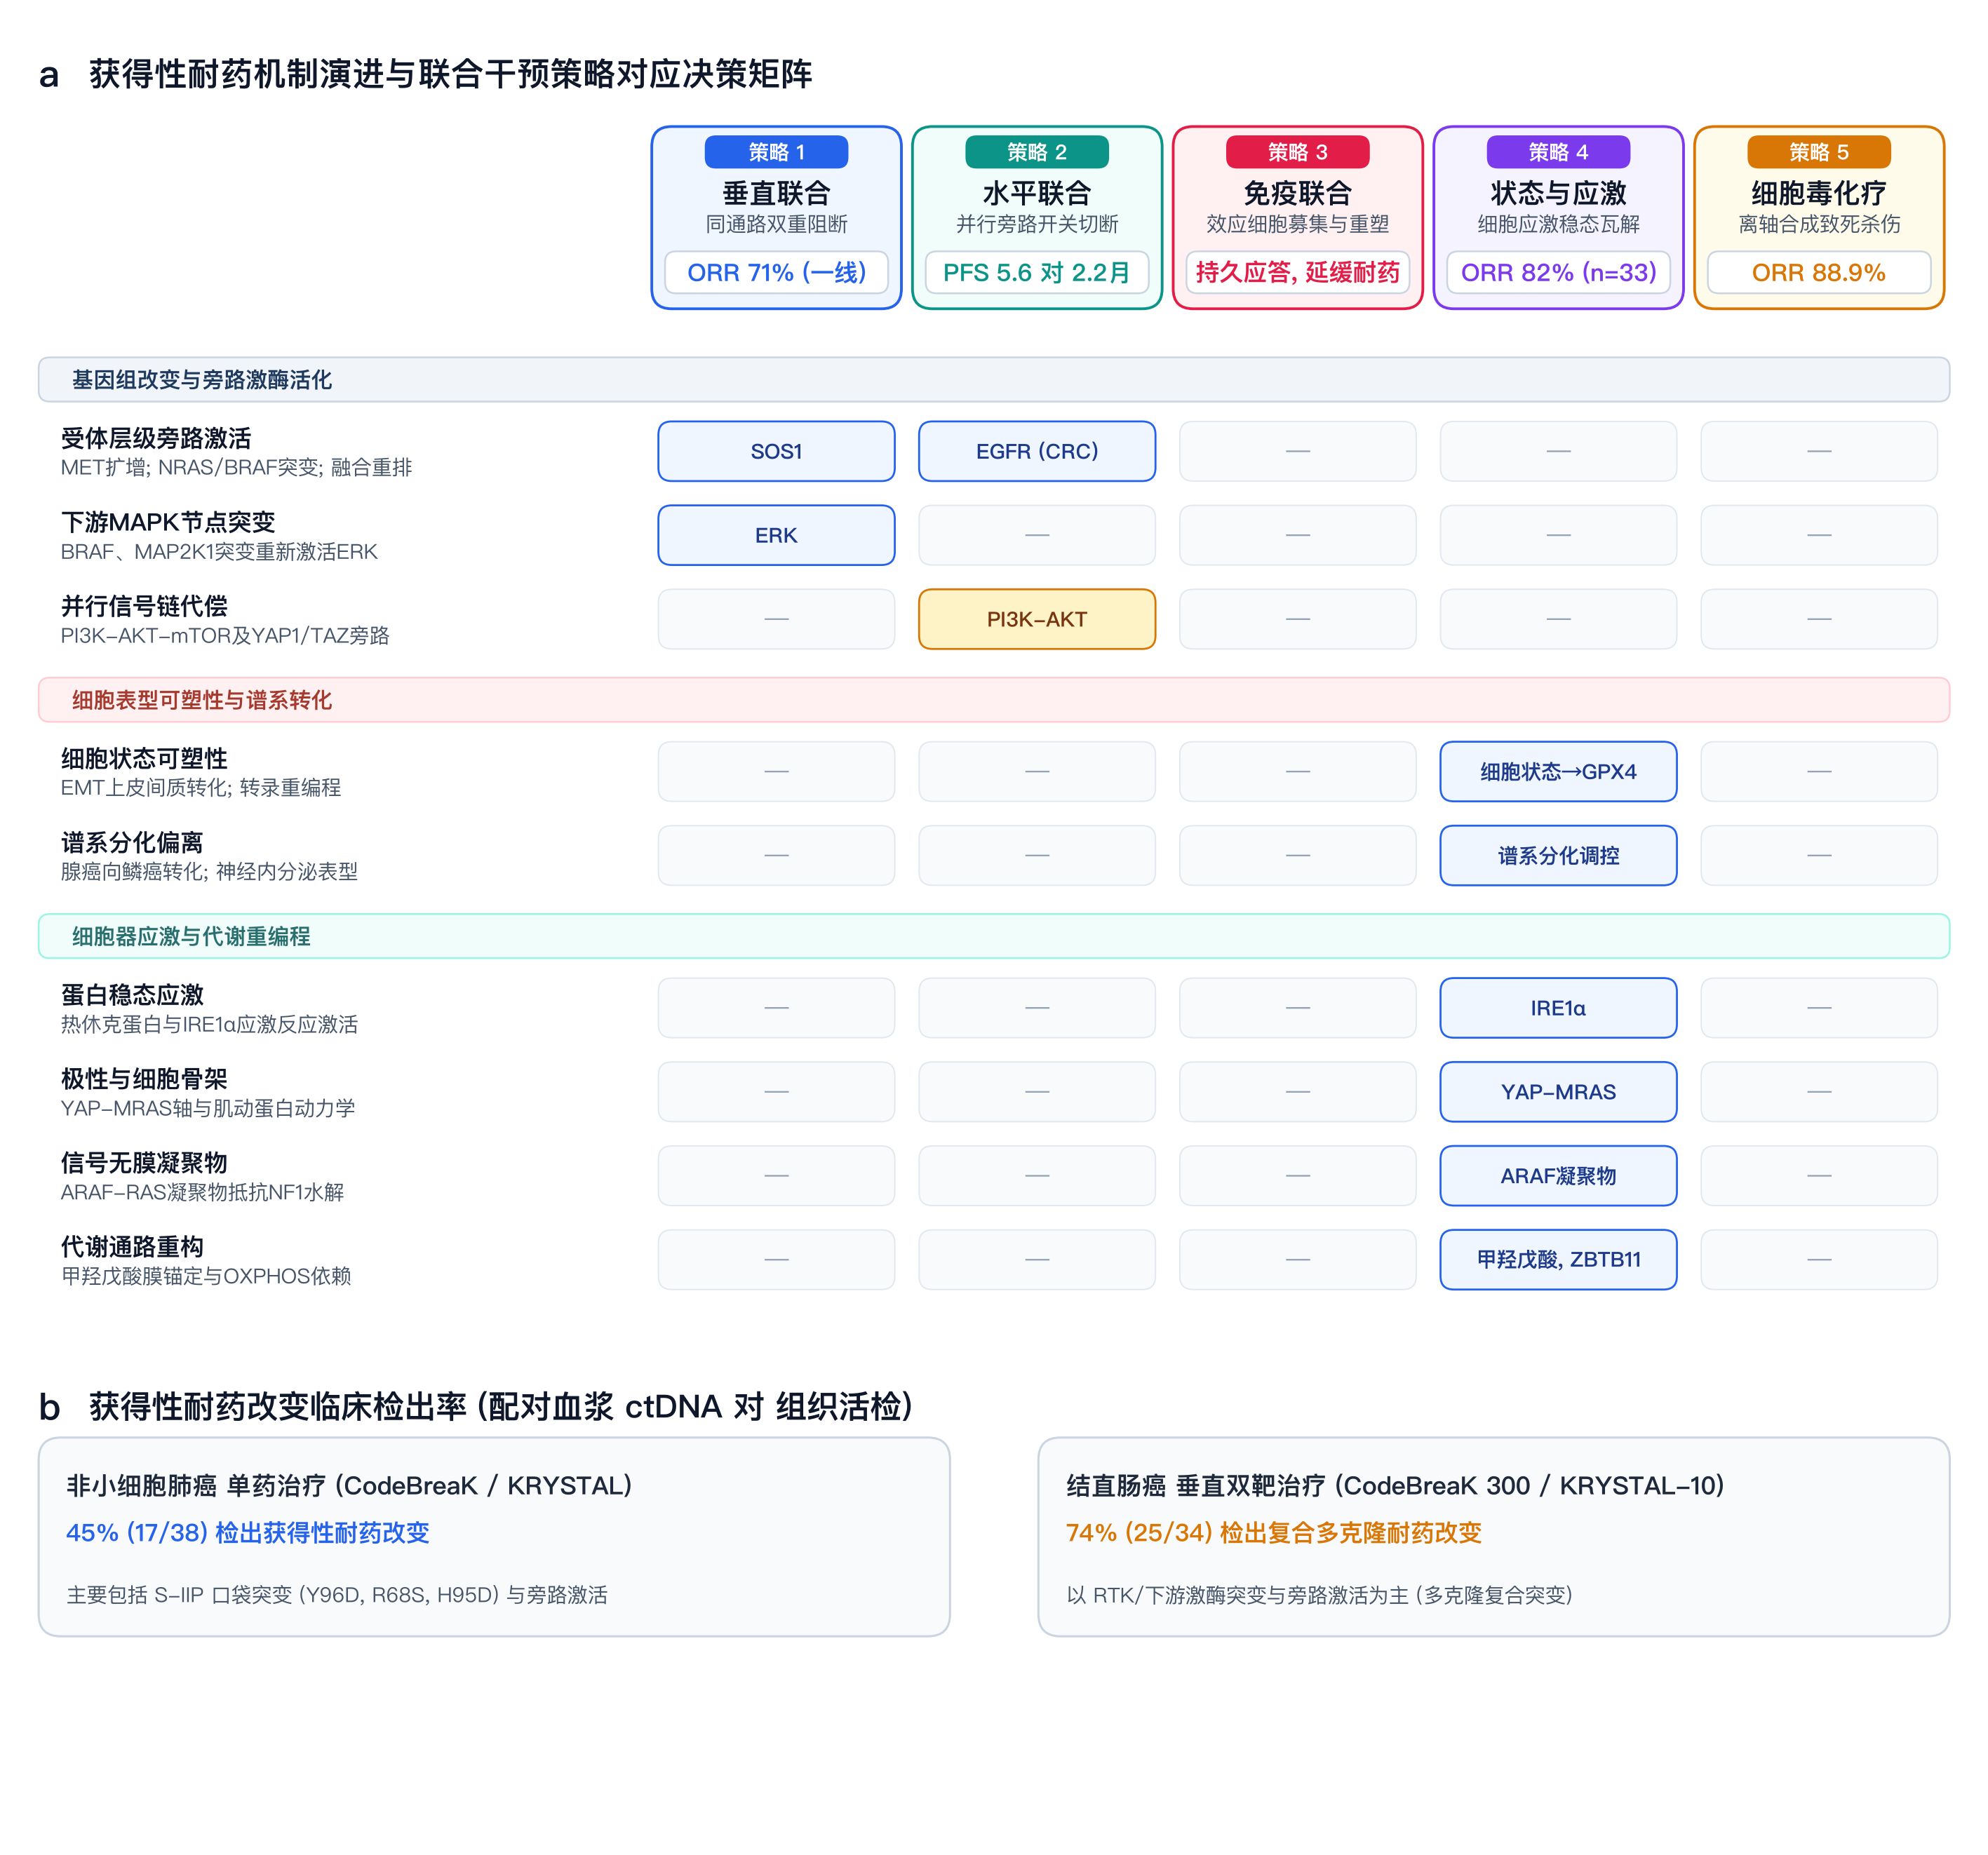 a 获得性耐药机制演进与联合干预策略对应决策矩阵
策略 1
垂直联合
同通路双重阻断
ORR 71% (一线)
策略 2
水平联合
并行旁路开关切断
PFS 5.6 对 2.2月
策略 3
免疫联合
效应细胞募集与重塑
持久应答, 延缓耐药
策略 4
状态与应激
细胞应激稳态瓦解
ORR 82% (n=33)
策略 5
细胞毒化疗
离轴合成致死杀伤
ORR 88.9%
基因组改变与旁路激酶活化
受体层级旁路激活
MET扩增; NRAS/BRAF突变; 融合重排
SOS1
EGFR (CRC)
—
—
—
下游MAPK节点突变
BRAF、MAP2K1突变重新激活ERK
ERK
—
—
—
—
并行信号链代偿
PI3K–AKT–mTOR及YAP1/TAZ旁路
—
PI3K–AKT
—
—
—
细胞表型可塑性与谱系转化
细胞状态可塑性
EMT上皮间质转化; 转录重编程
—
—
—
细胞状态→GPX4
—
谱系分化偏离
腺癌向鳞癌转化; 神经内分泌表型
—
—
—
谱系分化调控
—
细胞器应激与代谢重编程
蛋白稳态应激
热休克蛋白与IRE1α应激反应激活
—
—
—
IRE1α
—
极性与细胞骨架
YAP–MRAS轴与肌动蛋白动力学
—
—
—
YAP–MRAS
—
信号无膜凝聚物
ARAF–RAS凝聚物抵抗NF1水解
—
—
—
ARAF凝聚物
—
代谢通路重构
甲羟戊酸膜锚定与OXPHOS依赖
—
—
—
甲羟戊酸, ZBTB11
—
b 获得性耐药改变临床检出率 (配对血浆 ctDNA 对 组织活检)
非小细胞肺癌 单药治疗 (CodeBreaK / KRYSTAL)
45% (17/38) 检出获得性耐药改变
主要包括 S–IIP 口袋突变 (Y96D, R68S, H95D) 与旁路激活
结直肠癌 垂直双靶治疗 (CodeBreaK 300 / KRYSTAL–10)
74% (25/34) 检出复合多克隆耐药改变
以 RTK/下游激酶突变与旁路激活为主 (多克隆复合突变)